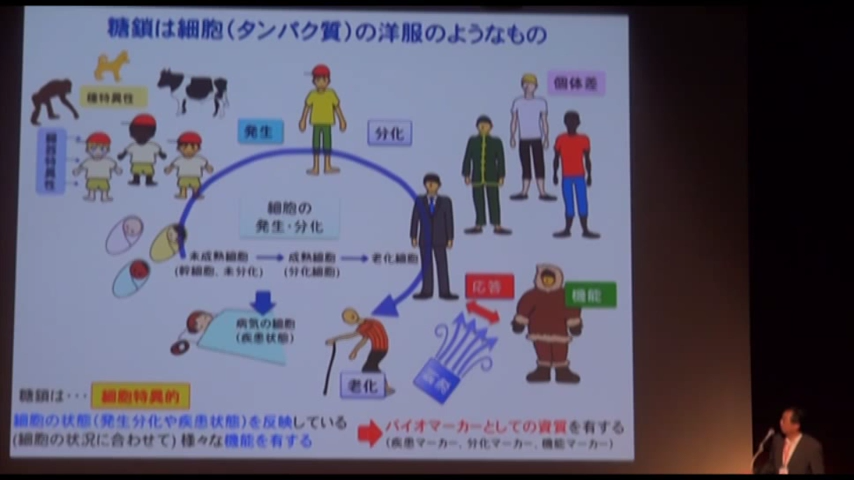 糖鎖は細胞(タンパク質)の洋服のようなもの
種特異性
個体差
臓器特異性
発生
分化
細胞の
発生・分化
未成熟細胞
(幹細胞、未分化)
成熟細胞
(分化細胞)
老化細胞
応答
機能
病気の細胞
(疾患状態)
老化
糖鎖は・・・
細胞特異的
細胞の状態(発生分化や疾患状態)を反映している
(細胞の状況に合わせて)様々な機能を有する
バイオマーカーとしての資質を有する
(疾患マーカー、分化マーカー、機能マーカー)